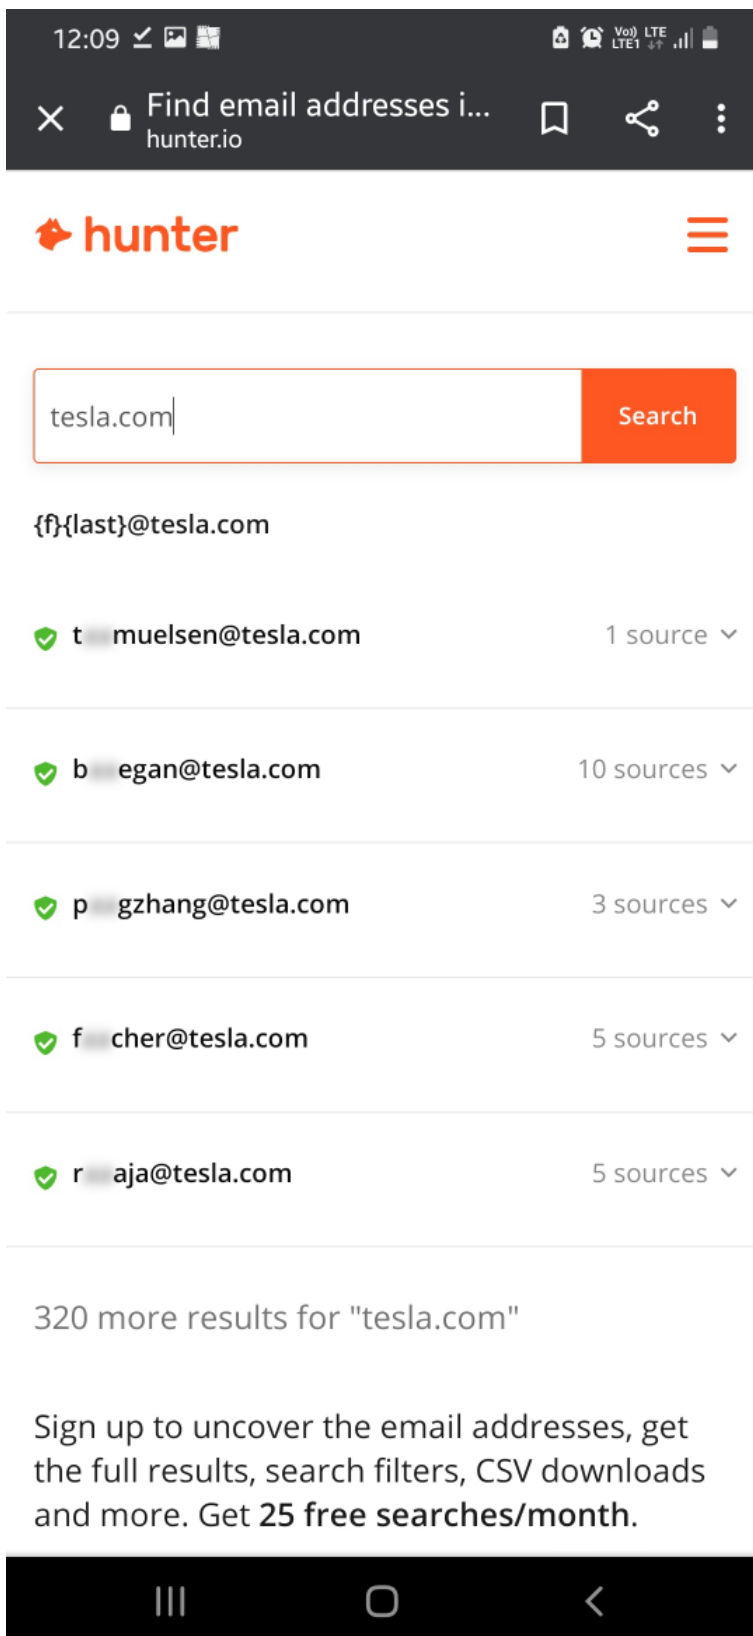 12:09
Vo)) LTE
LTE1
Find email addresses i...
hunter.io
hunter
tesla.com
Search
{f}{last}@tesla.com
t muelsen@tesla.com 1 source
b egan@tesla.com 10 sources
p gzhang@tesla.com 3 sources
f cher@tesla.com 5 sources
r aja@tesla.com 5 sources
320 more results for "tesla.com"
Sign up to uncover the email addresses, get
the full results, search filters, CSV downloads
and more. Get 25 free searches/month.